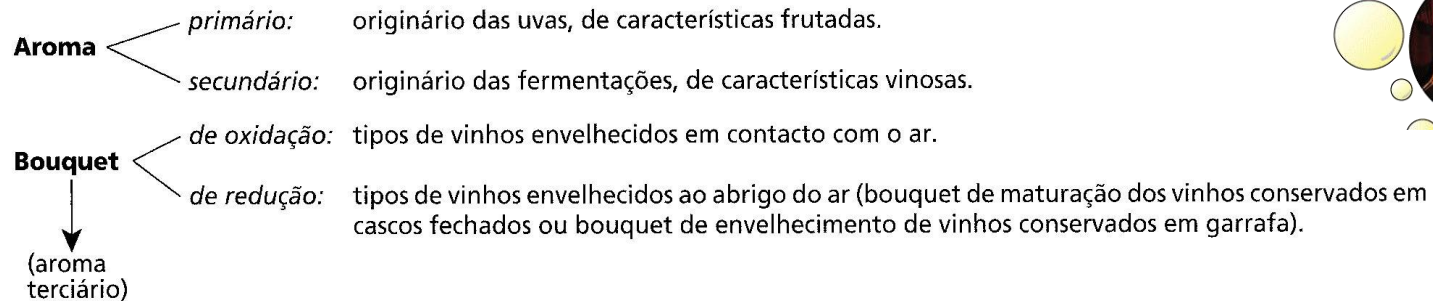 Aroma
primário: originário das uvas, de características frutadas.
secundário: originário das fermentações, de características vinosas.
Bouquet
de oxidação: tipos de vinhos envelhecidos em contacto com o ar.
de redução: tipos de vinhos envelhecidos ao abrigo do ar (bouquet de maturação dos vinhos conservados em
cascos fechados ou bouquet de envelhecimento de vinhos conservados em garrafa).
(aroma
terciário)